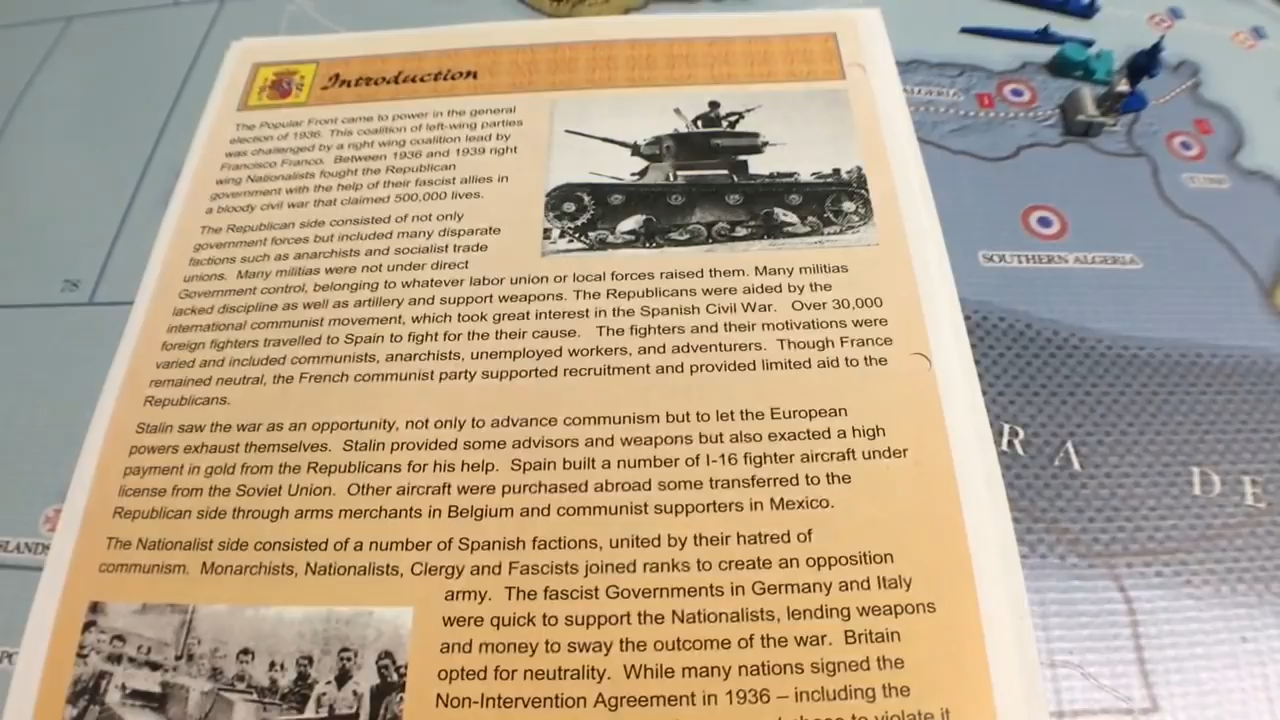 Introduction
The Popular Front came to power in the general
election of 1936. This coalition of left-wing parties
was challenged by a right wing coalition lead by
Francisco Franco. Between 1936 and 1939 right
wing Nationalists fought the Republican
government with the help of their fascist allies in
a bloody civil war that claimed 500,000 lives.
The Republican side consisted of not only
government forces but included many disparate
factions such as anarchists and socialist trade
unions. Many militias were not under direct
Government control, belonging to whatever labor union or local forces raised them. Many militias
lacked discipline as well as artillery and support weapons. The Republicans were aided by the
international communist movement, which took great interest in the Spanish Civil War. Over 30,000
foreign fighters travelled to Spain to fight for the their cause. The fighters and their motivations were
varied and included communists, anarchists, unemployed workers, and adventurers. Though France
remained neutral, the French communist party supported recruitment and provided limited aid to the
Republicans.
Stalin saw the war as an opportunity, not only to advance communism but to let the European
powers exhaust themselves. Stalin provided some advisors and weapons but also exacted a high
payment in gold from the Republicans for his help. Spain built a number of I-16 fighter aircraft under
license from the Soviet Union. Other aircraft were purchased abroad some transferred to the
Republican side through arms merchants in Belgium and communist supporters in Mexico.
The Nationalist side consisted of a number of Spanish factions, united by their hatred of
communism. Monarchists, Nationalists, Clergy and Fascists joined ranks to create an opposition
army. The fascist Governments in Germany and Italy
were quick to support the Nationalists, lending weapons
and money to sway the outcome of the war. Britain
opted for neutrality. While many nations signed the
Non-Intervention Agreement in 1936 – including the
to violate it
ALGERIA
1
SOUTHERN ALGERIA
78
R A
D E